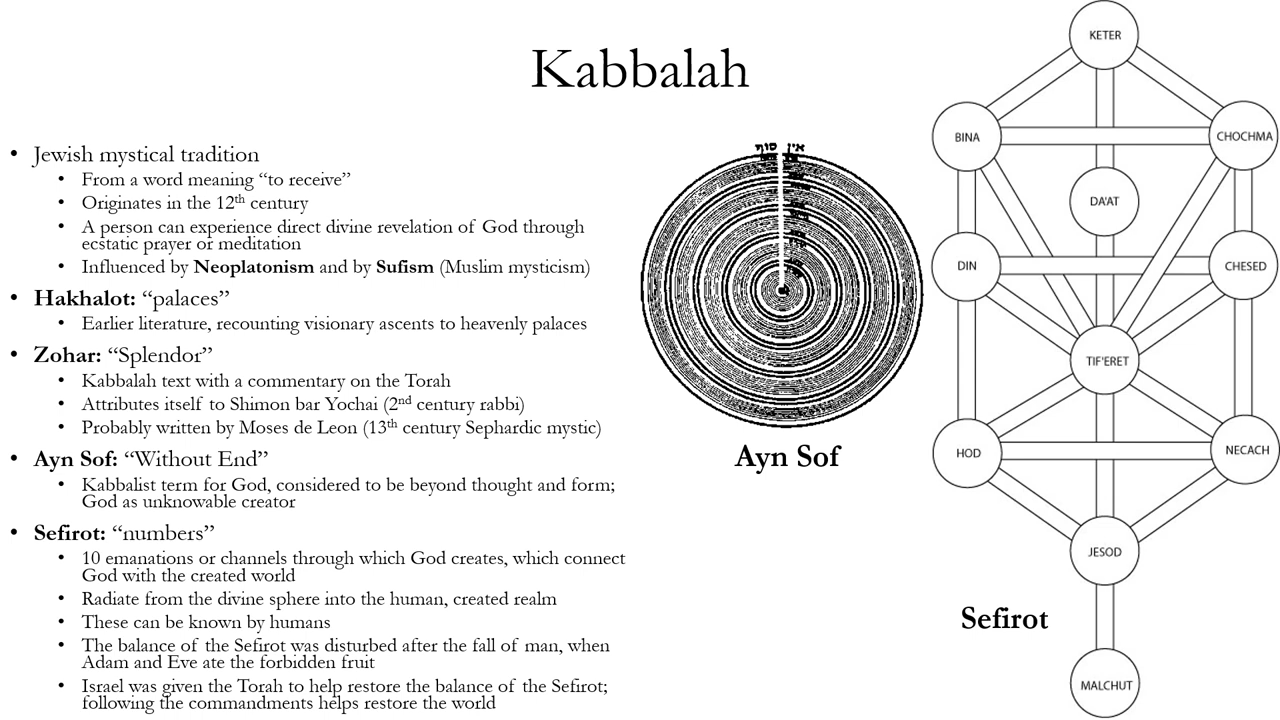 Kabbalah
• Jewish mystical tradition
• From a word meaning “to receive”
• Originates in the 12th century
• A person can experience direct divine revelation of God through
ecstatic prayer or meditation
• Influenced by Neoplatonism and by Sufism (Muslim mysticism)
• Hakhalot: “palaces”
• Earlier literature, recounting visionary ascents to heavenly palaces
• Zohar: “Splendor”
• Kabbalah text with a commentary on the Torah
• Attributes itself to Shimon bar Yochai (2nd century rabbi)
• Probably written by Moses de Leon (13th century Sephardic mystic)
• Ayn Sof: “Without End”
• Kabbalist term for God, considered to be beyond thought and form;
God as unknowable creator
• Sefirot: “numbers”
• 10 emanations or channels through which God creates, which connect
God with the created world
• Radiate from the divine sphere into the human, created realm
• These can be known by humans
• The balance of the Sefirot was disturbed after the fall of man, when
Adam and Eve ate the forbidden fruit
• Israel was given the Torah to help restore the balance of the Sefirot;
following the commandments helps restore the world
אין סוף
Ayn Sof
KETER
BINA
CHOCHMA
DA'AT
DIN
CHESED
TIF'ERET
HOD
NECACH
JESOD
MALCHUT
Sefirot